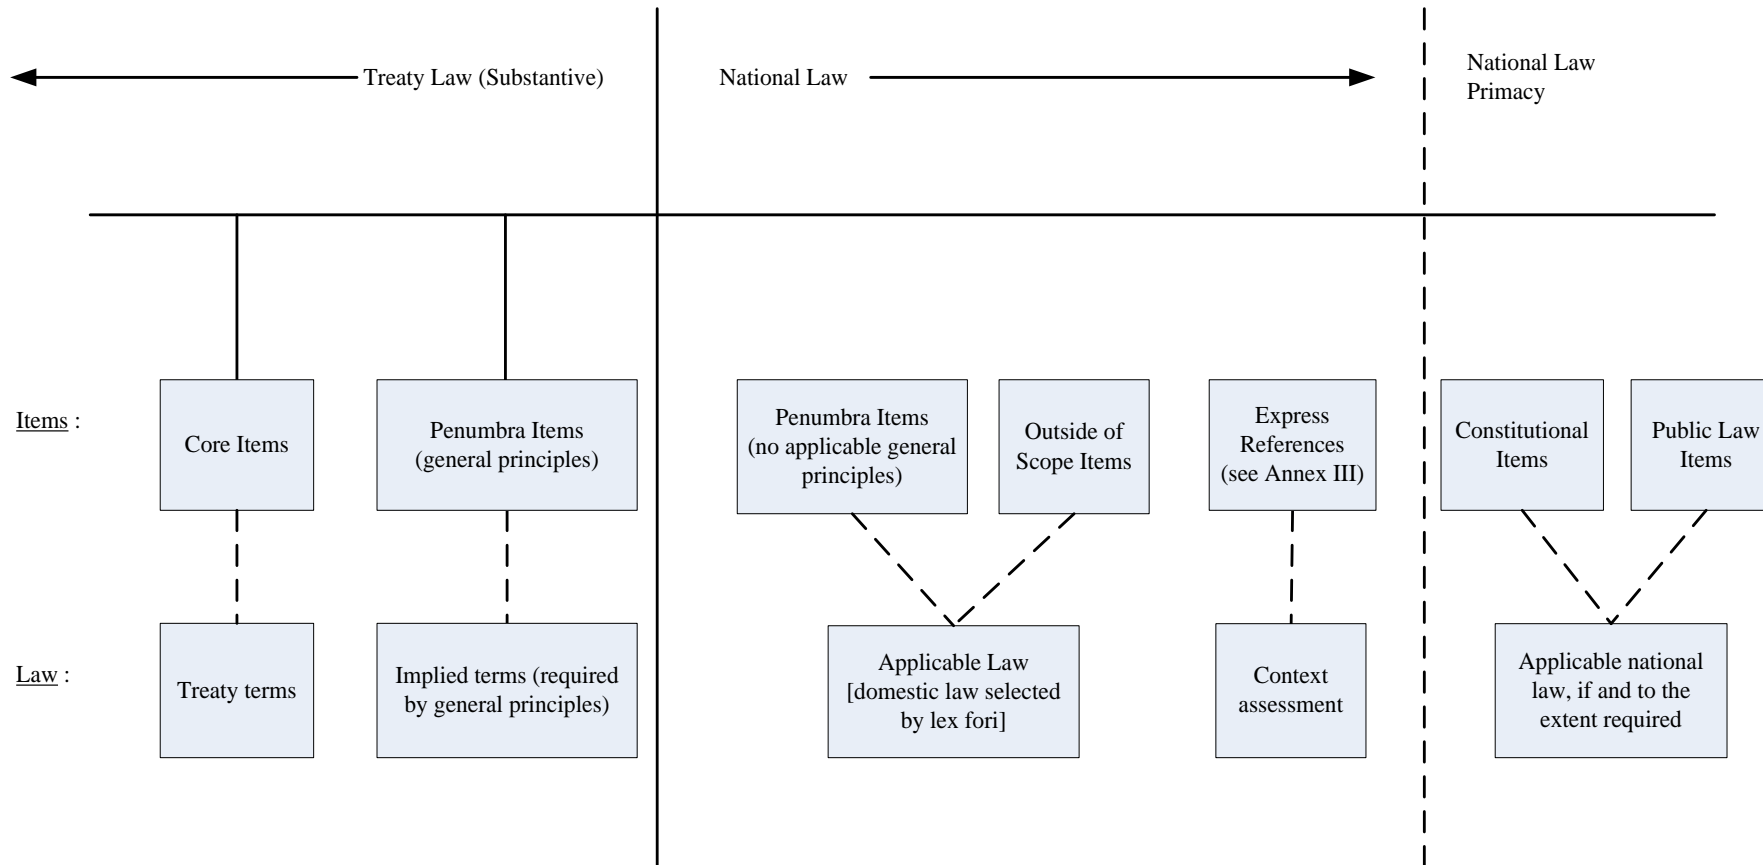 Treaty Law (Substantive)
National Law
National Law
Primacy
Items :
Core Items
Penumbra Items
(general principles)
Penumbra Items
(no applicable general
principles)
Outside of
Scope Items
Express
References
(see Annex III)
Constitutional
Items
Public Law
Items
Law :
Treaty terms
Implied terms (required
by general principles)
Applicable Law
[domestic law selected
by lex fori]
Context
assessment
Applicable national
law, if and to the
extent required